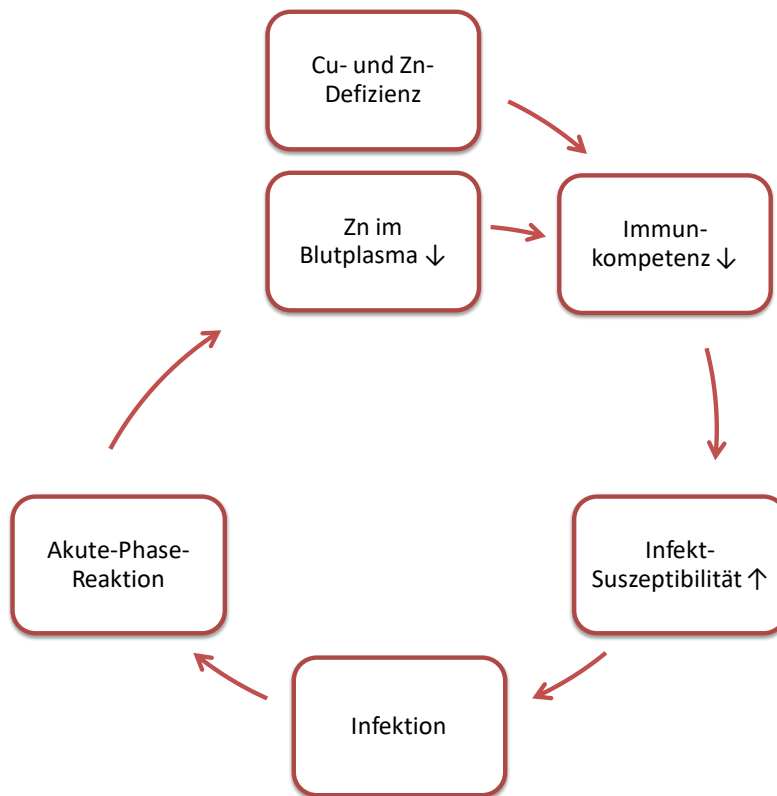 Cu- und Zn-
Defizienz
Zn im
Blutplasma ↓
Immun-
kompetenz ↓
Infekt-
Suszeptibilität ↑
Infektion
Akute-Phase-
Reaktion